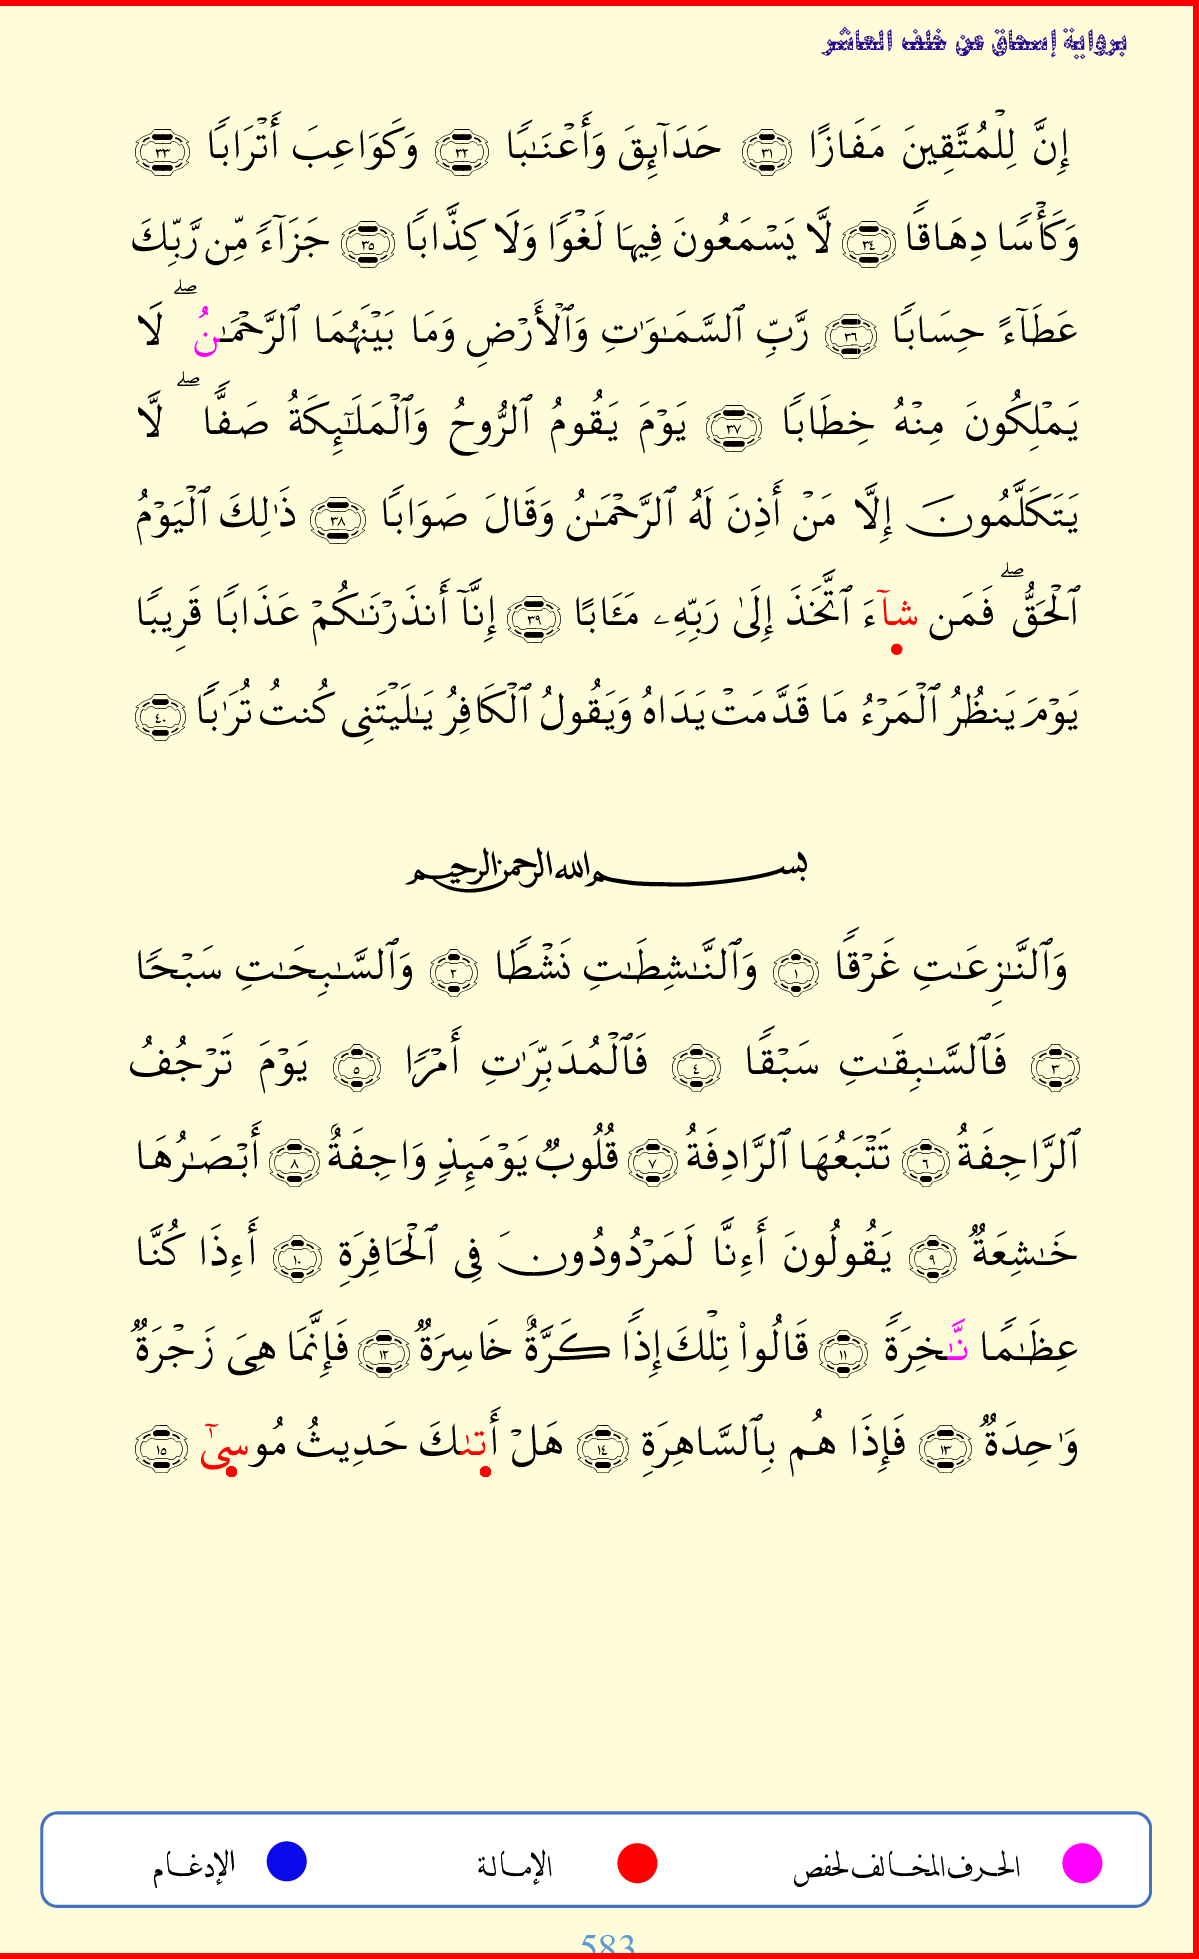 برواية إسحاق عن خلف العاشر
إِنَّ لِلْمُتَّقِينَ مَفَازًا ٣١ حَدَآئِقَ وَأَعْنَـٰبًا ٣٢ وَكَوَاعِبَ أَتْرَابًا ٣٣
وَكَأْسًا دِهَاقًا ٣٤ لَّا يَسْمَعُونَ فِيهَا لَغْوًا وَلَا كِذَّابًا ٣٥ جَزَآءً مِّن رَّبِّكَ
عَطَآءً حِسَابًا ٣٦ رَّبِّ ٱلسَّمَـٰوَٰتِ وَٱلْأَرْضِ وَمَا بَيْنَهُمَا ٱلرَّحْمَـٰنُ ۖ لَا
يَمْلِكُونَ مِنْهُ خِطَابًا ٣٧ يَوْمَ يَقُومُ ٱلرُّوحُ وَٱلْمَلَـٰٓئِكَةُ صَفًّا ۖ لَّا
يَتَكَلَّمُونَ إِلَّا مَنْ أَذِنَ لَهُ ٱلرَّحْمَـٰنُ وَقَالَ صَوَابًا ٣٨ ذَٰلِكَ ٱلْيَوْمُ
ٱلْحَقُّ ۖ فَمَن شَآءَ ٱتَّخَذَ إِلَىٰ رَبِّهِۦ مَـَٔابًا ٣٩ إِنَّآ أَنذَرْنَـٰكُمْ عَذَابًا قَرِيبًا
يَوْمَ يَنظُرُ ٱلْمَرْءُ مَا قَدَّمَتْ يَدَاهُ وَيَقُولُ ٱلْكَافِرُ يَـٰلَيْتَنِى كُنتُ تُرَٰبًا ٤٠
بسم الله الرحمن الرحيم
وَٱلنَّـٰزِعَـٰتِ غَرْقًا ١ وَٱلنَّـٰشِطَـٰتِ نَشْطًا ٢ وَٱلسَّـٰبِحَـٰتِ سَبْحًا
٣ فَٱلسَّـٰبِقَـٰتِ سَبْقًا ٤ فَٱلْمُدَبِّرَٰتِ أَمْرًا ٥ يَوْمَ تَرْجُفُ
ٱلرَّاجِفَةُ ٦ تَتْبَعُهَا ٱلرَّادِفَةُ ٧ قُلُوبٌ يَوْمَئِذٍ وَاجِفَةٌ ٨ أَبْصَـٰرُهَا
خَـٰشِعَةٌ ٩ يَقُولُونَ أَءِنَّا لَمَرْدُودُونَ فِى ٱلْحَافِرَةِ ١٠ أَءِذَا كُنَّا
عِظَـٰمًا نَّـٰخِرَةً ١١ قَالُوا۟ تِلْكَ إِذًا كَرَّةٌ خَاسِرَةٌ ١٢ فَإِنَّمَا هِىَ زَجْرَةٌ
وَٰحِدَةٌ ١٣ فَإِذَا هُم بِٱلسَّاهِرَةِ ١٤ هَلْ أَتَىٰكَ حَدِيثُ مُوسَىٰٓ ١٥
الحرف المخالف لحفص الإمالة الإدغام
583